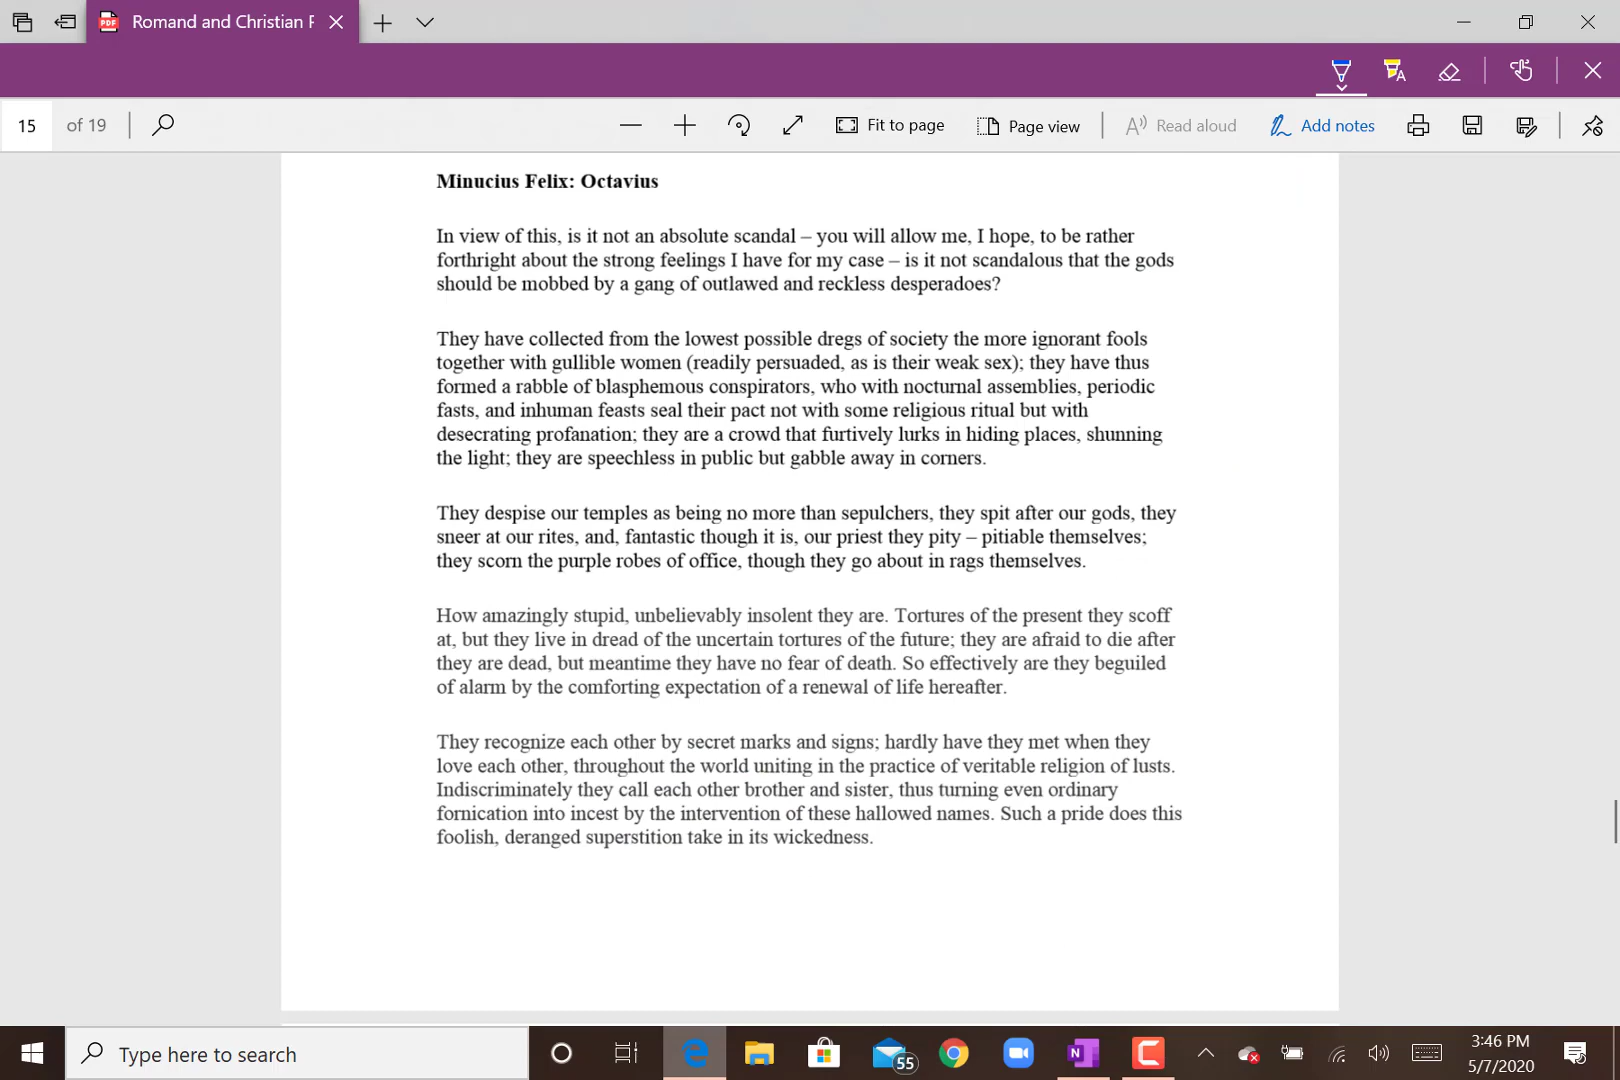 Romand and Christian F
15 of 19
Fit to page
Page view
Read aloud
Add notes
Minucius Felix: Octavius
In view of this, is it not an absolute scandal – you will allow me, I hope, to be rather
forthright about the strong feelings I have for my case – is it not scandalous that the gods
should be mobbed by a gang of outlawed and reckless desperadoes?
They have collected from the lowest possible dregs of society the more ignorant fools
together with gullible women (readily persuaded, as is their weak sex); they have thus
formed a rabble of blasphemous conspirators, who with nocturnal assemblies, periodic
fasts, and inhuman feasts seal their pact not with some religious ritual but with
desecrating profanation; they are a crowd that furtively lurks in hiding places, shunning
the light; they are speechless in public but gabble away in corners.
They despise our temples as being no more than sepulchers, they spit after our gods, they
sneer at our rites, and, fantastic though it is, our priest they pity – pitiable themselves;
they scorn the purple robes of office, though they go about in rags themselves.
How amazingly stupid, unbelievably insolent they are. Tortures of the present they scoff
at, but they live in dread of the uncertain tortures of the future; they are afraid to die after
they are dead, but meantime they have no fear of death. So effectively are they beguiled
of alarm by the comforting expectation of a renewal of life hereafter.
They recognize each other by secret marks and signs; hardly have they met when they
love each other, throughout the world uniting in the practice of veritable religion of lusts.
Indiscriminately they call each other brother and sister, thus turning even ordinary
fornication into incest by the intervention of these hallowed names. Such a pride does this
foolish, deranged superstition take in its wickedness.
Type here to search
55
3:46 PM
5/7/2020